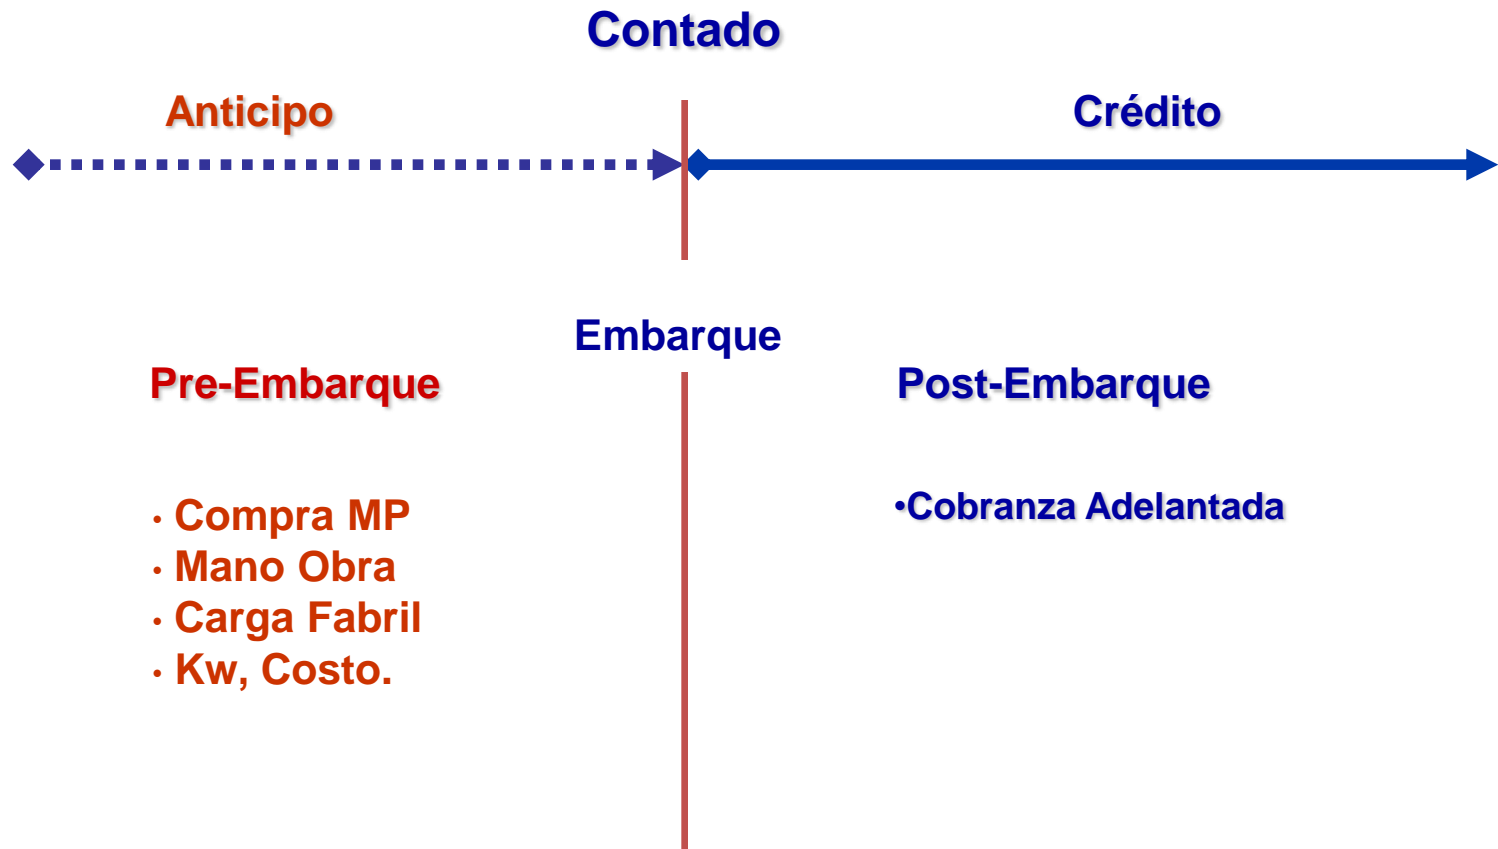 Contado
Anticipo
Crédito
Embarque
Pre-Embarque
Post-Embarque
• Compra MP
• Mano Obra
• Carga Fabril
• Kw, Costo.
•Cobranza Adelantada